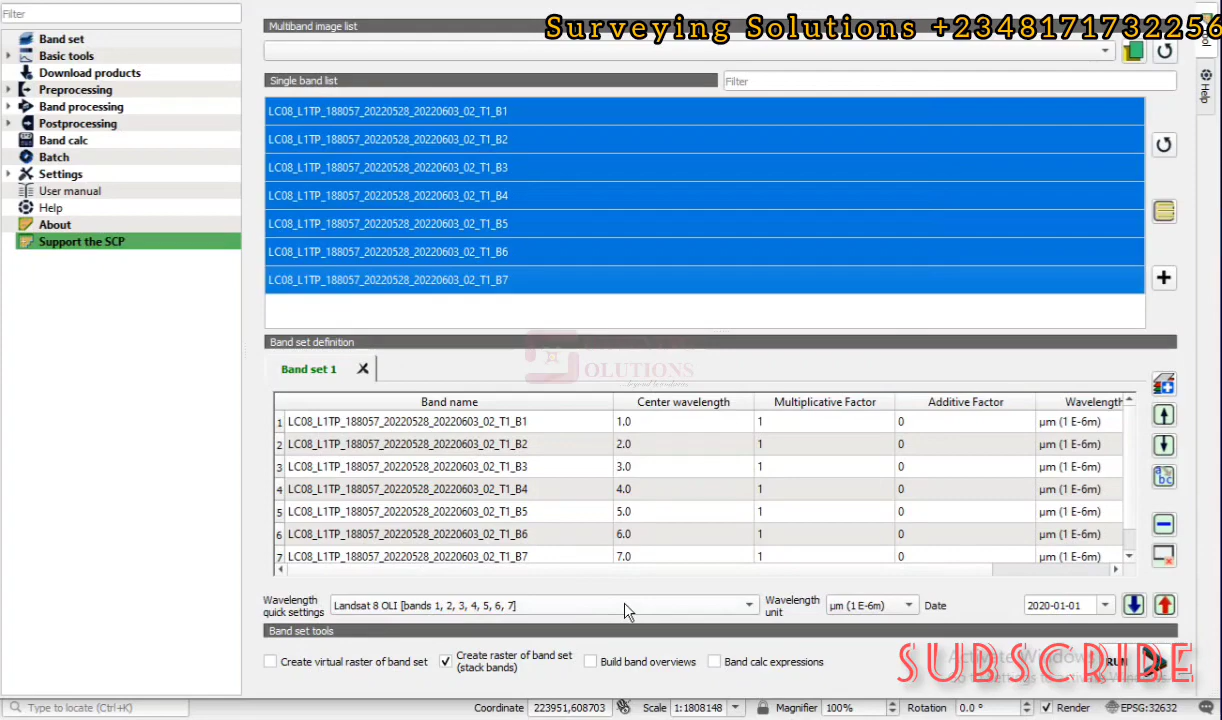 Filter
Band set
Basic tools
Download products
Preprocessing
Band processing
Postprocessing
Band calc
Batch
Settings
User manual
Help
About
Support the SCP
Surveying Solutions +2348171732256
Multiband image list
Single band list
Filter
LC08_L1TP_188057_20220528_20220603_02_T1_B1
LC08_L1TP_188057_20220528_20220603_02_T1_B2
LC08_L1TP_188057_20220528_20220603_02_T1_B3
LC08_L1TP_188057_20220528_20220603_02_T1_B4
LC08_L1TP_188057_20220528_20220603_02_T1_B5
LC08_L1TP_188057_20220528_20220603_02_T1_B6
LC08_L1TP_188057_20220528_20220603_02_T1_B7
Help
Band set definition
OLUTIONS
Band set 1
Band name Center wavelength Multiplicative Factor Additive Factor Wavelength
1 LC08_L1TP_188057_20220528_20220603_02_T1_B1 1.0 1 0 µm (1 E-6m)
2 LC08_L1TP_188057_20220528_20220603_02_T1_B2 2.0 1 0 µm (1 E-6m)
3 LC08_L1TP_188057_20220528_20220603_02_T1_B3 3.0 1 0 µm (1 E-6m)
4 LC08_L1TP_188057_20220528_20220603_02_T1_B4 4.0 1 0 µm (1 E-6m)
5 LC08_L1TP_188057_20220528_20220603_02_T1_B5 5.0 1 0 µm (1 E-6m)
6 LC08_L1TP_188057_20220528_20220603_02_T1_B6 6.0 1 0 µm (1 E-6m)
7 LC08_L1TP_188057_20220528_20220603_02_T1_B7 7.0 1 0 µm (1 E-6m)
Wavelength
quick settings
Landsat 8 OLI [bands 1, 2, 3, 4, 5, 6, 7]
Wavelength
unit
µm (1 E-6m) Date 2020-01-01
Band set tools
Create virtual raster of band set
Create raster of band set
(stack bands)
Build band overviews
Band calc expressions
RUN
SUBSCRIBE
Type to locate (Ctrl+K) Coordinate 223951,608703 Scale 1:1808148 Magnifier 100% Rotation 0.0 ° Render EPSG:32632